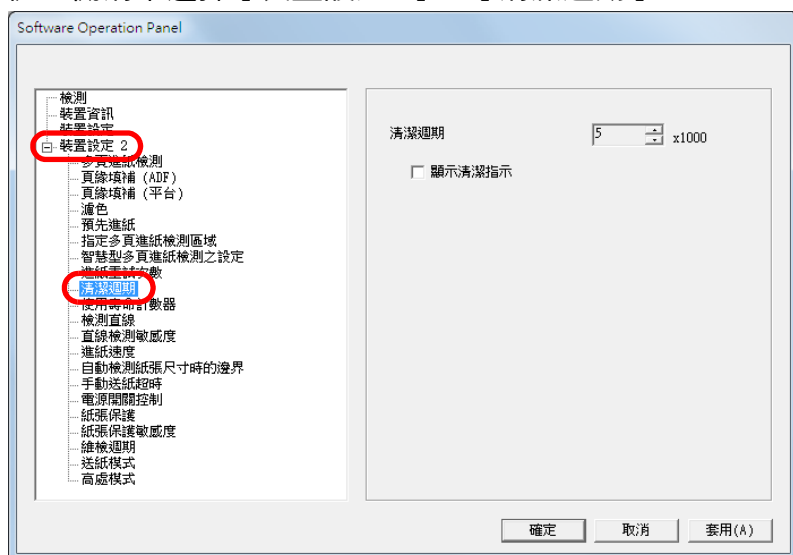 Software Operation Panel
檢測
裝置資訊
裝置設定
裝置設定 2
多頁進紙檢測
頁緣填補 (ADF)
頁緣填補 (平台)
濾色
預先進紙
指定多頁進紙檢測區域
智慧型多頁進紙檢測之設定
進紙重試次數
清潔週期
使用壽命計數器
檢測直線
直線檢測敏感度
進紙速度
自動檢測紙張尺寸時的邊界
手動送紙超時
電源開關控制
紙張保護
紙張保護敏感度
維檢週期
送紙模式
高處模式
清潔週期 5 x1000
顯示清潔指示
確定 取消 套用(A)